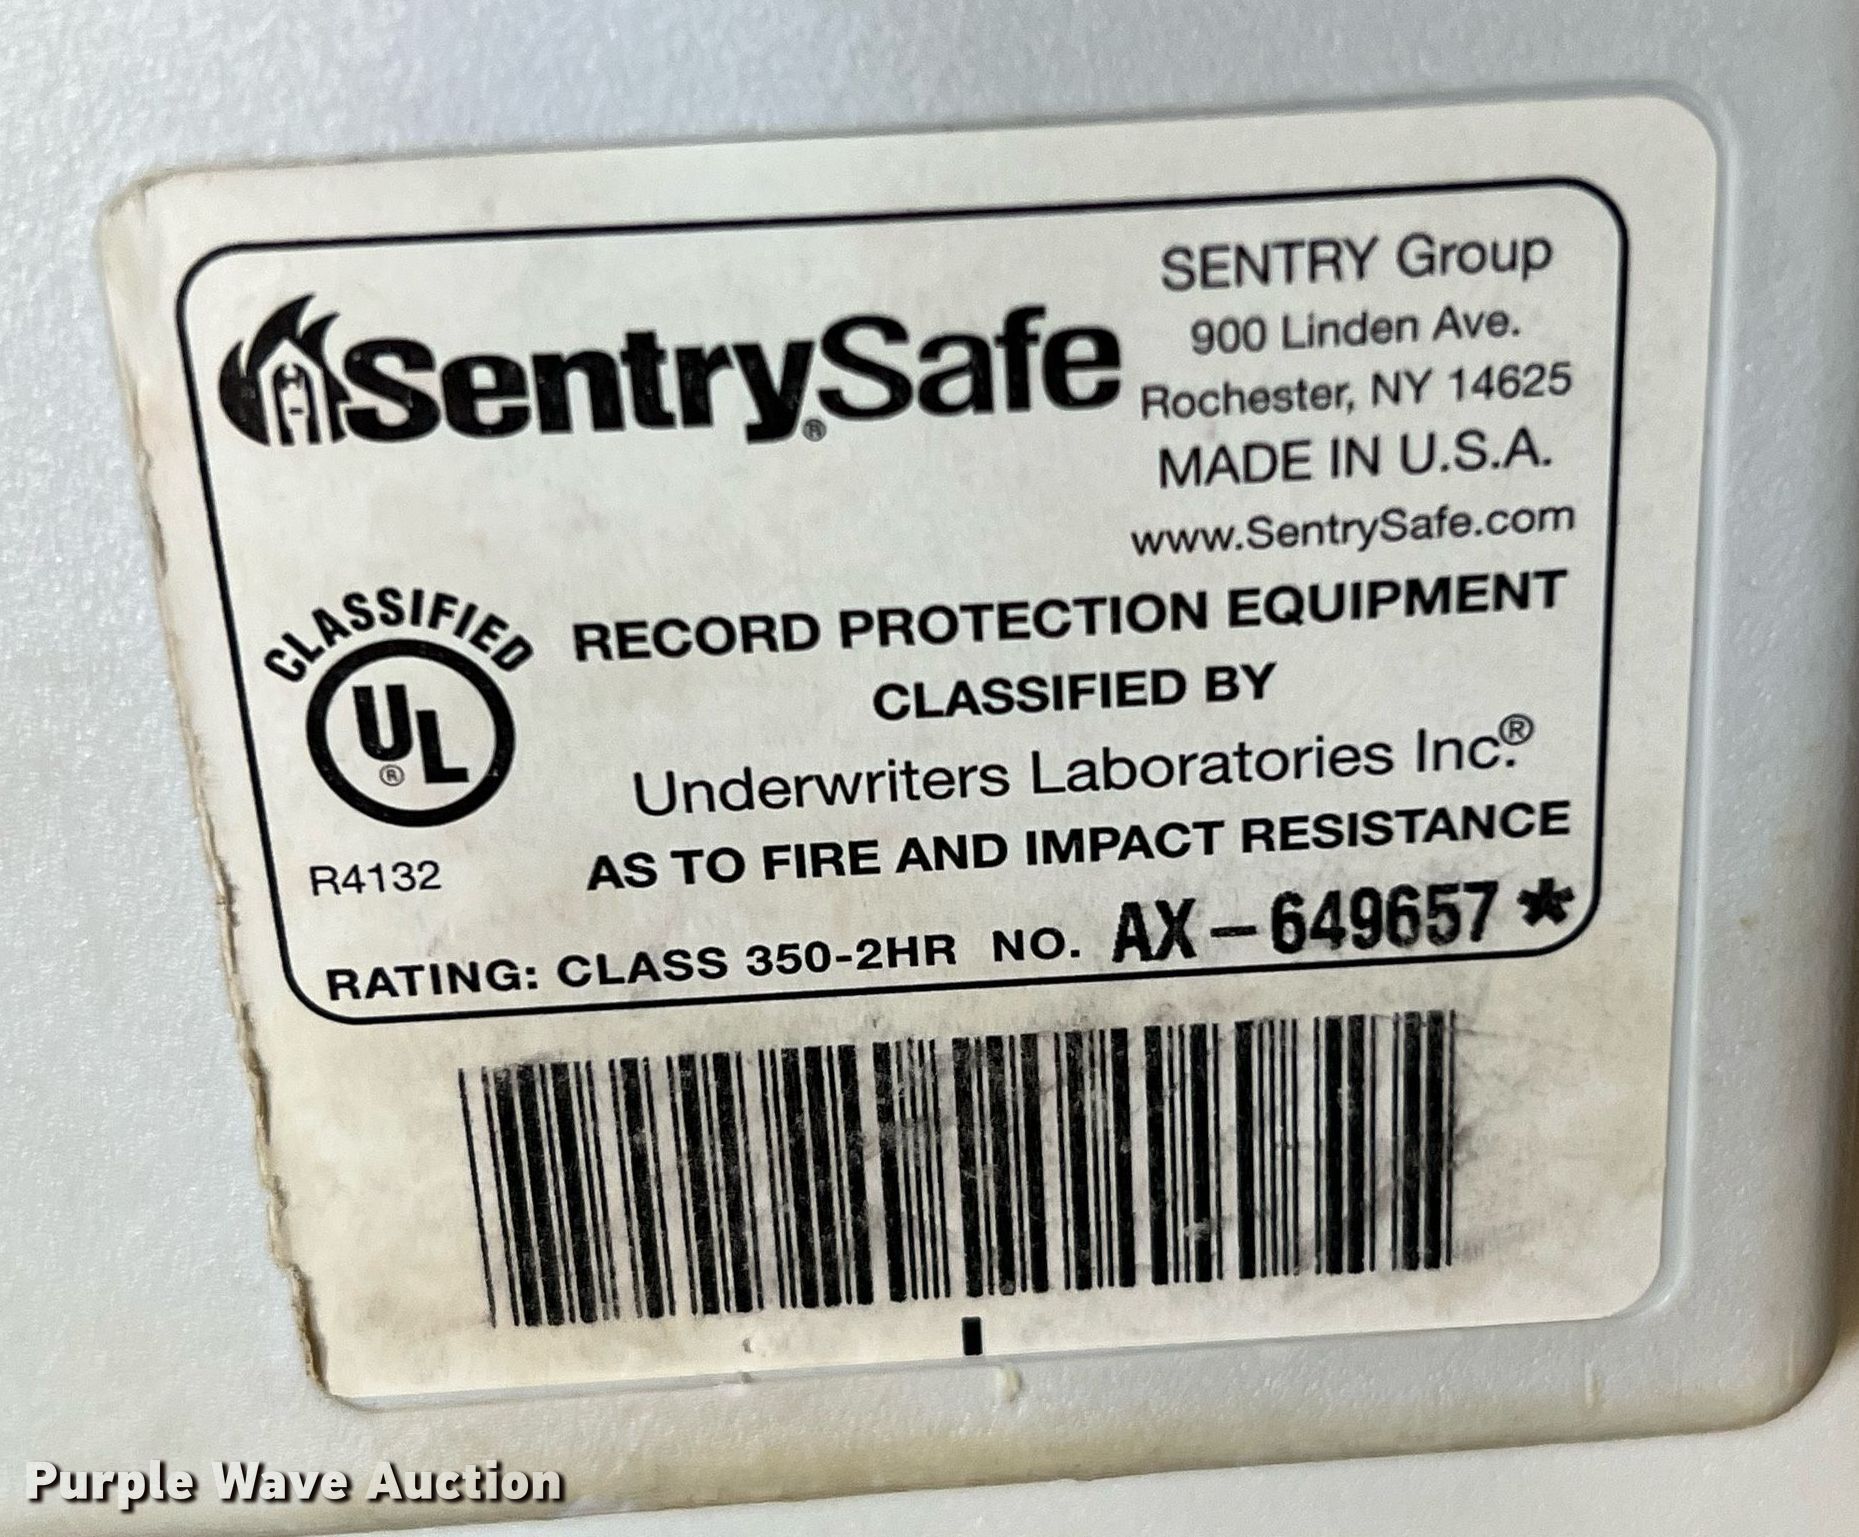 SentrySafe®
SENTRY Group
900 Linden Ave.
Rochester, NY 14625
MADE IN U.S.A.
www.SentrySafe.com
CLASSIFIED
UL®
R4132
RECORD PROTECTION EQUIPMENT
CLASSIFIED BY
Underwriters Laboratories Inc.®
AS TO FIRE AND IMPACT RESISTANCE
RATING: CLASS 350-2HR NO. AX-649657*
Purple Wave Auction